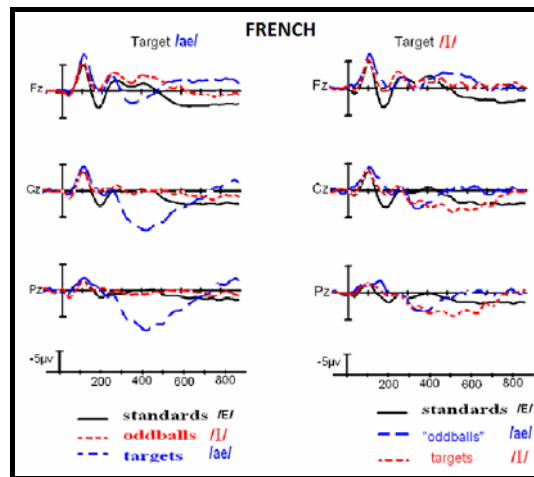 FRENCH
Target /ae/
Target /I/
Fz
Fz
Cz
Cz
Pz
Pz
-5µv
-5µv
200 400 600 800
200 400 600 800
standards /E/
oddballs /I/
targets /ae/
standards /E/
"oddballs" /ae/
targets /I/